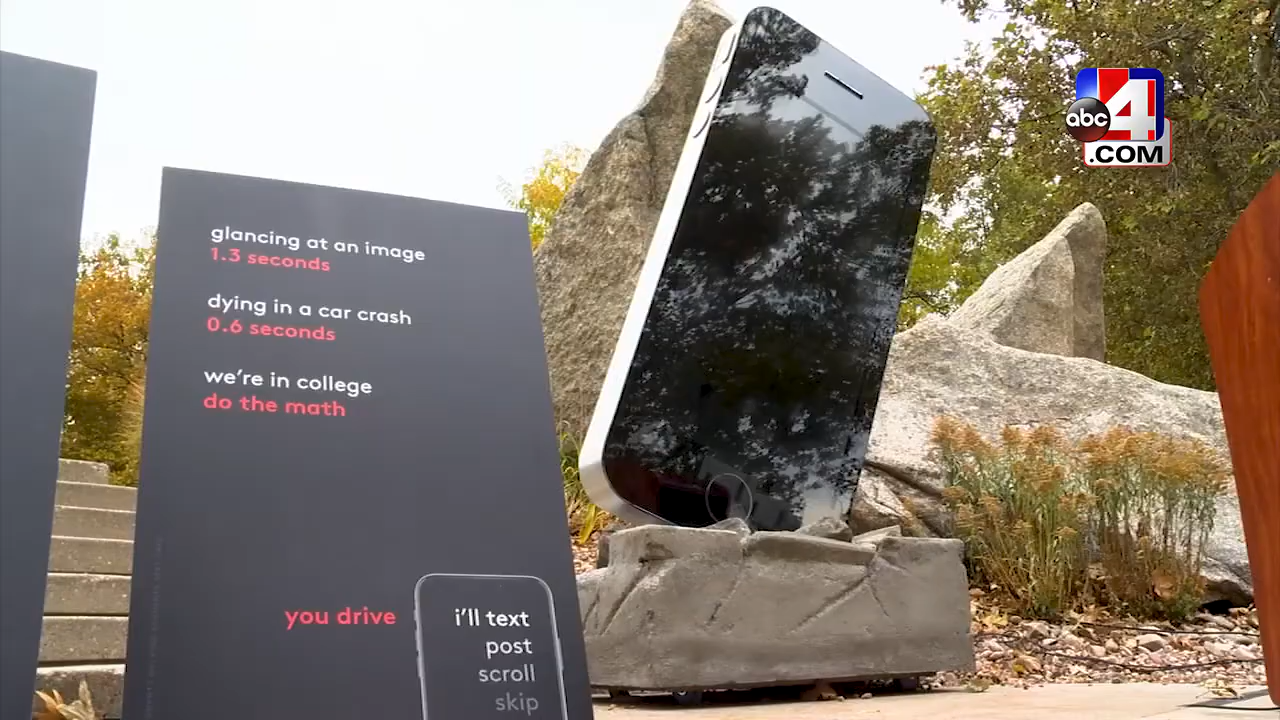 glancing at an image
1.3 seconds
dying in a car crash
0.6 seconds
we're in college
do the math
you drive
i'll text
post
scroll
skip
abc
4
.COM